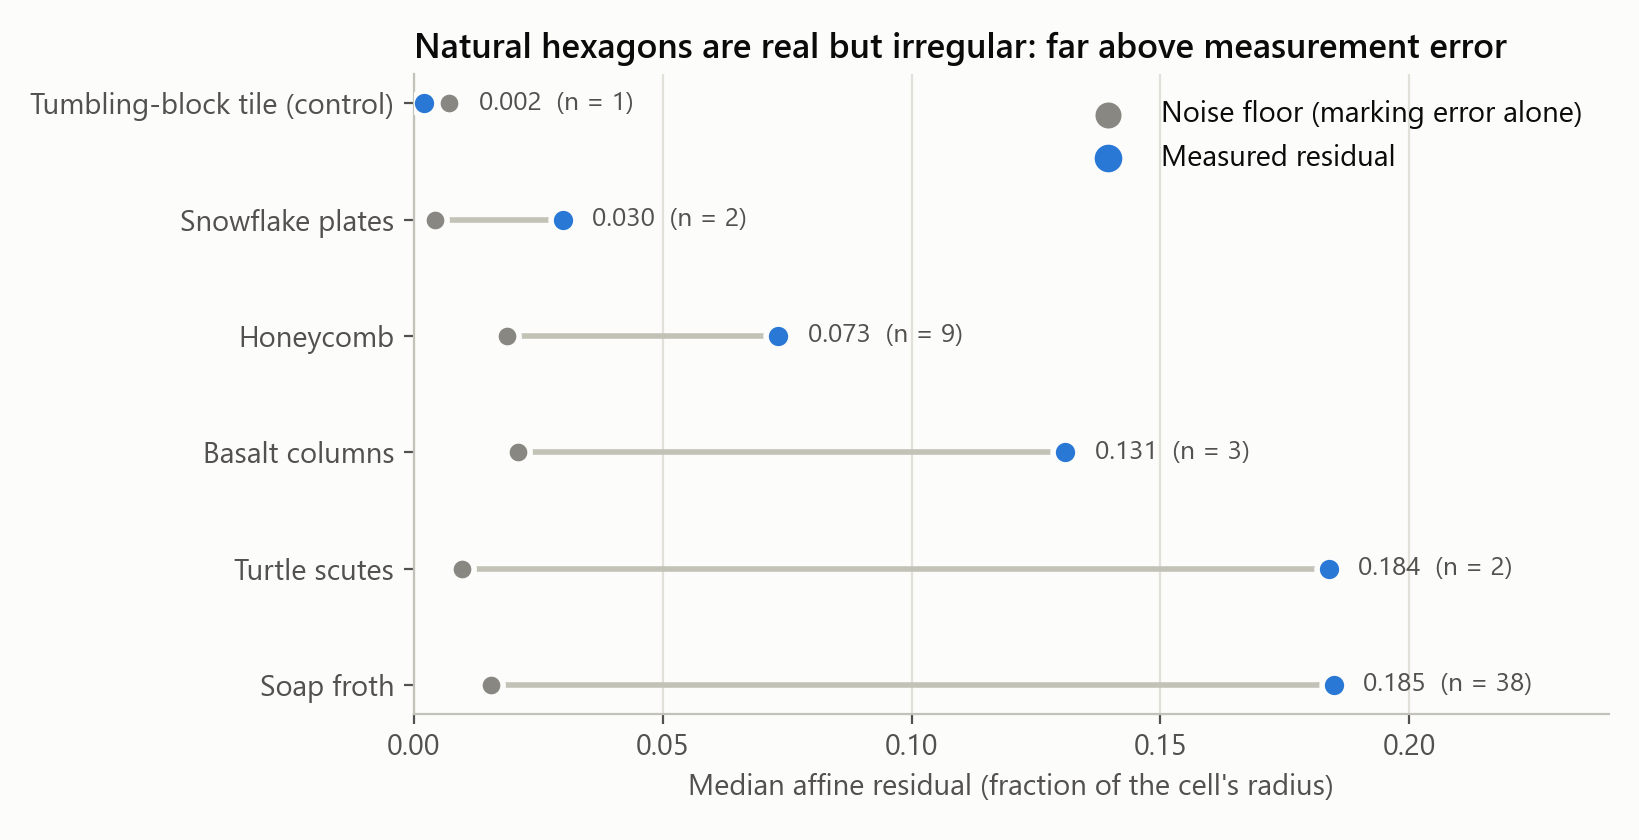 Natural hexagons are real but irregular: far above measurement error
Tumbling-block tile (control)
0.002 (n = 1)
Noise floor (marking error alone)
Measured residual
Snowflake plates
0.030 (n = 2)
Honeycomb
0.073 (n = 9)
Basalt columns
0.131 (n = 3)
Turtle scutes
0.184 (n = 2)
Soap froth
0.185 (n = 38)
0.00 0.05 0.10 0.15 0.20
Median affine residual (fraction of the cell's radius)